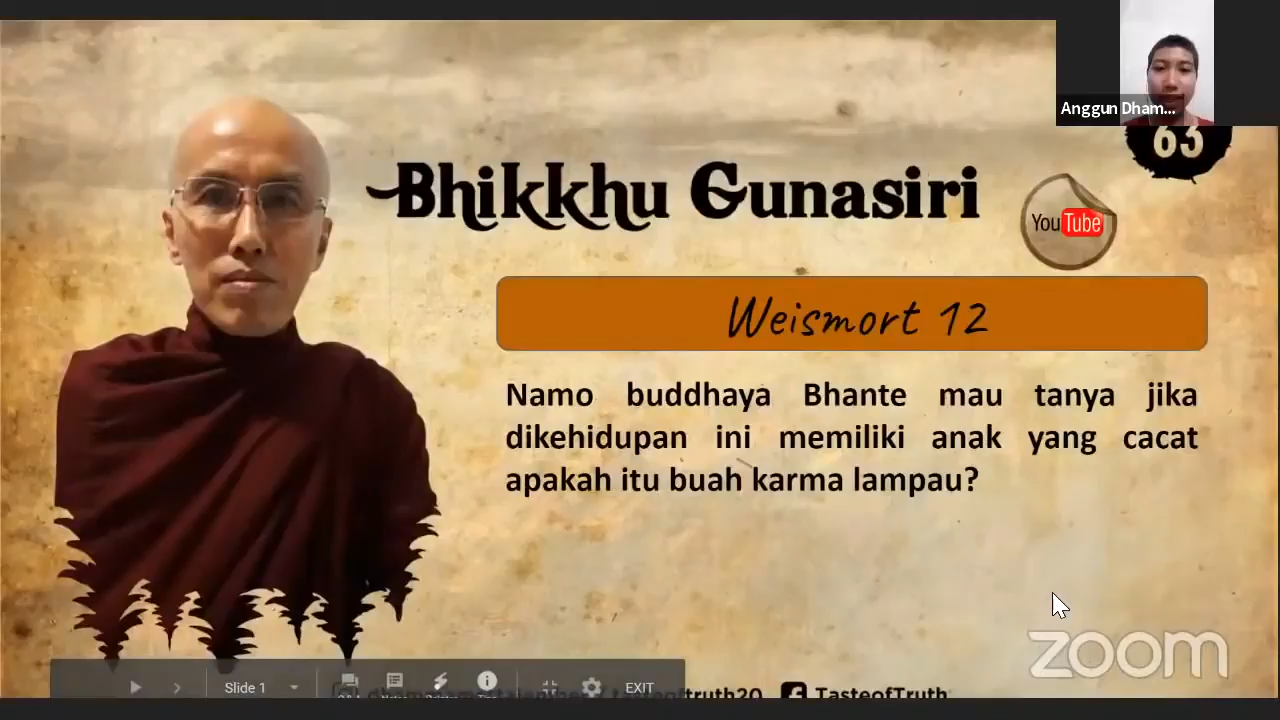 Anggun Dham...
63
Bhikkhu Gunasiri
YouTube
Weismort 12
Namo buddhaya Bhante mau tanya jika
dikehidupan ini memiliki anak yang cacat
apakah itu buah karma lampau?
zoom
Slide 1
EXIT
TasteofTruth